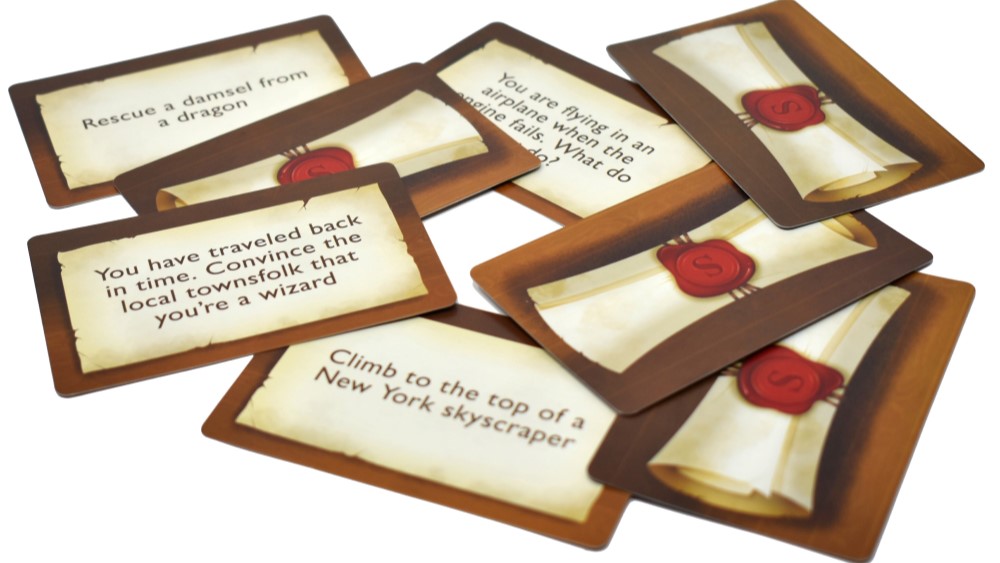 Rescue a damsel from
a dragon
You are flying in an
airplane when the
engine fails. What do
do?
You have traveled back
in time. Convince the
local townsfolk that
you're a wizard
Climb to the top of a
New York skyscraper
S
S
S
S